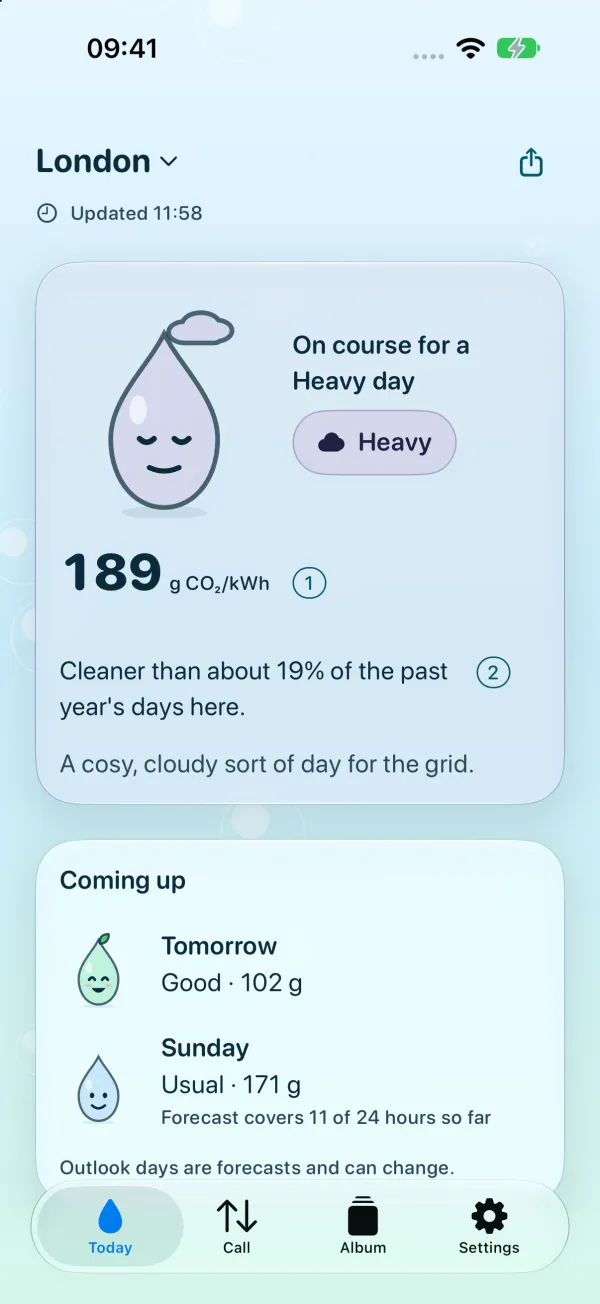 09:41
London
Updated 11:58
On course for a
Heavy day
Heavy
189 g CO₂/kWh 1
Cleaner than about 19% of the past 2
year's days here.
A cosy, cloudy sort of day for the grid.
Coming up
Tomorrow
Good · 102 g
Sunday
Usual · 171 g
Forecast covers 11 of 24 hours so far
Outlook days are forecasts and can change.
Today Call Album Settings